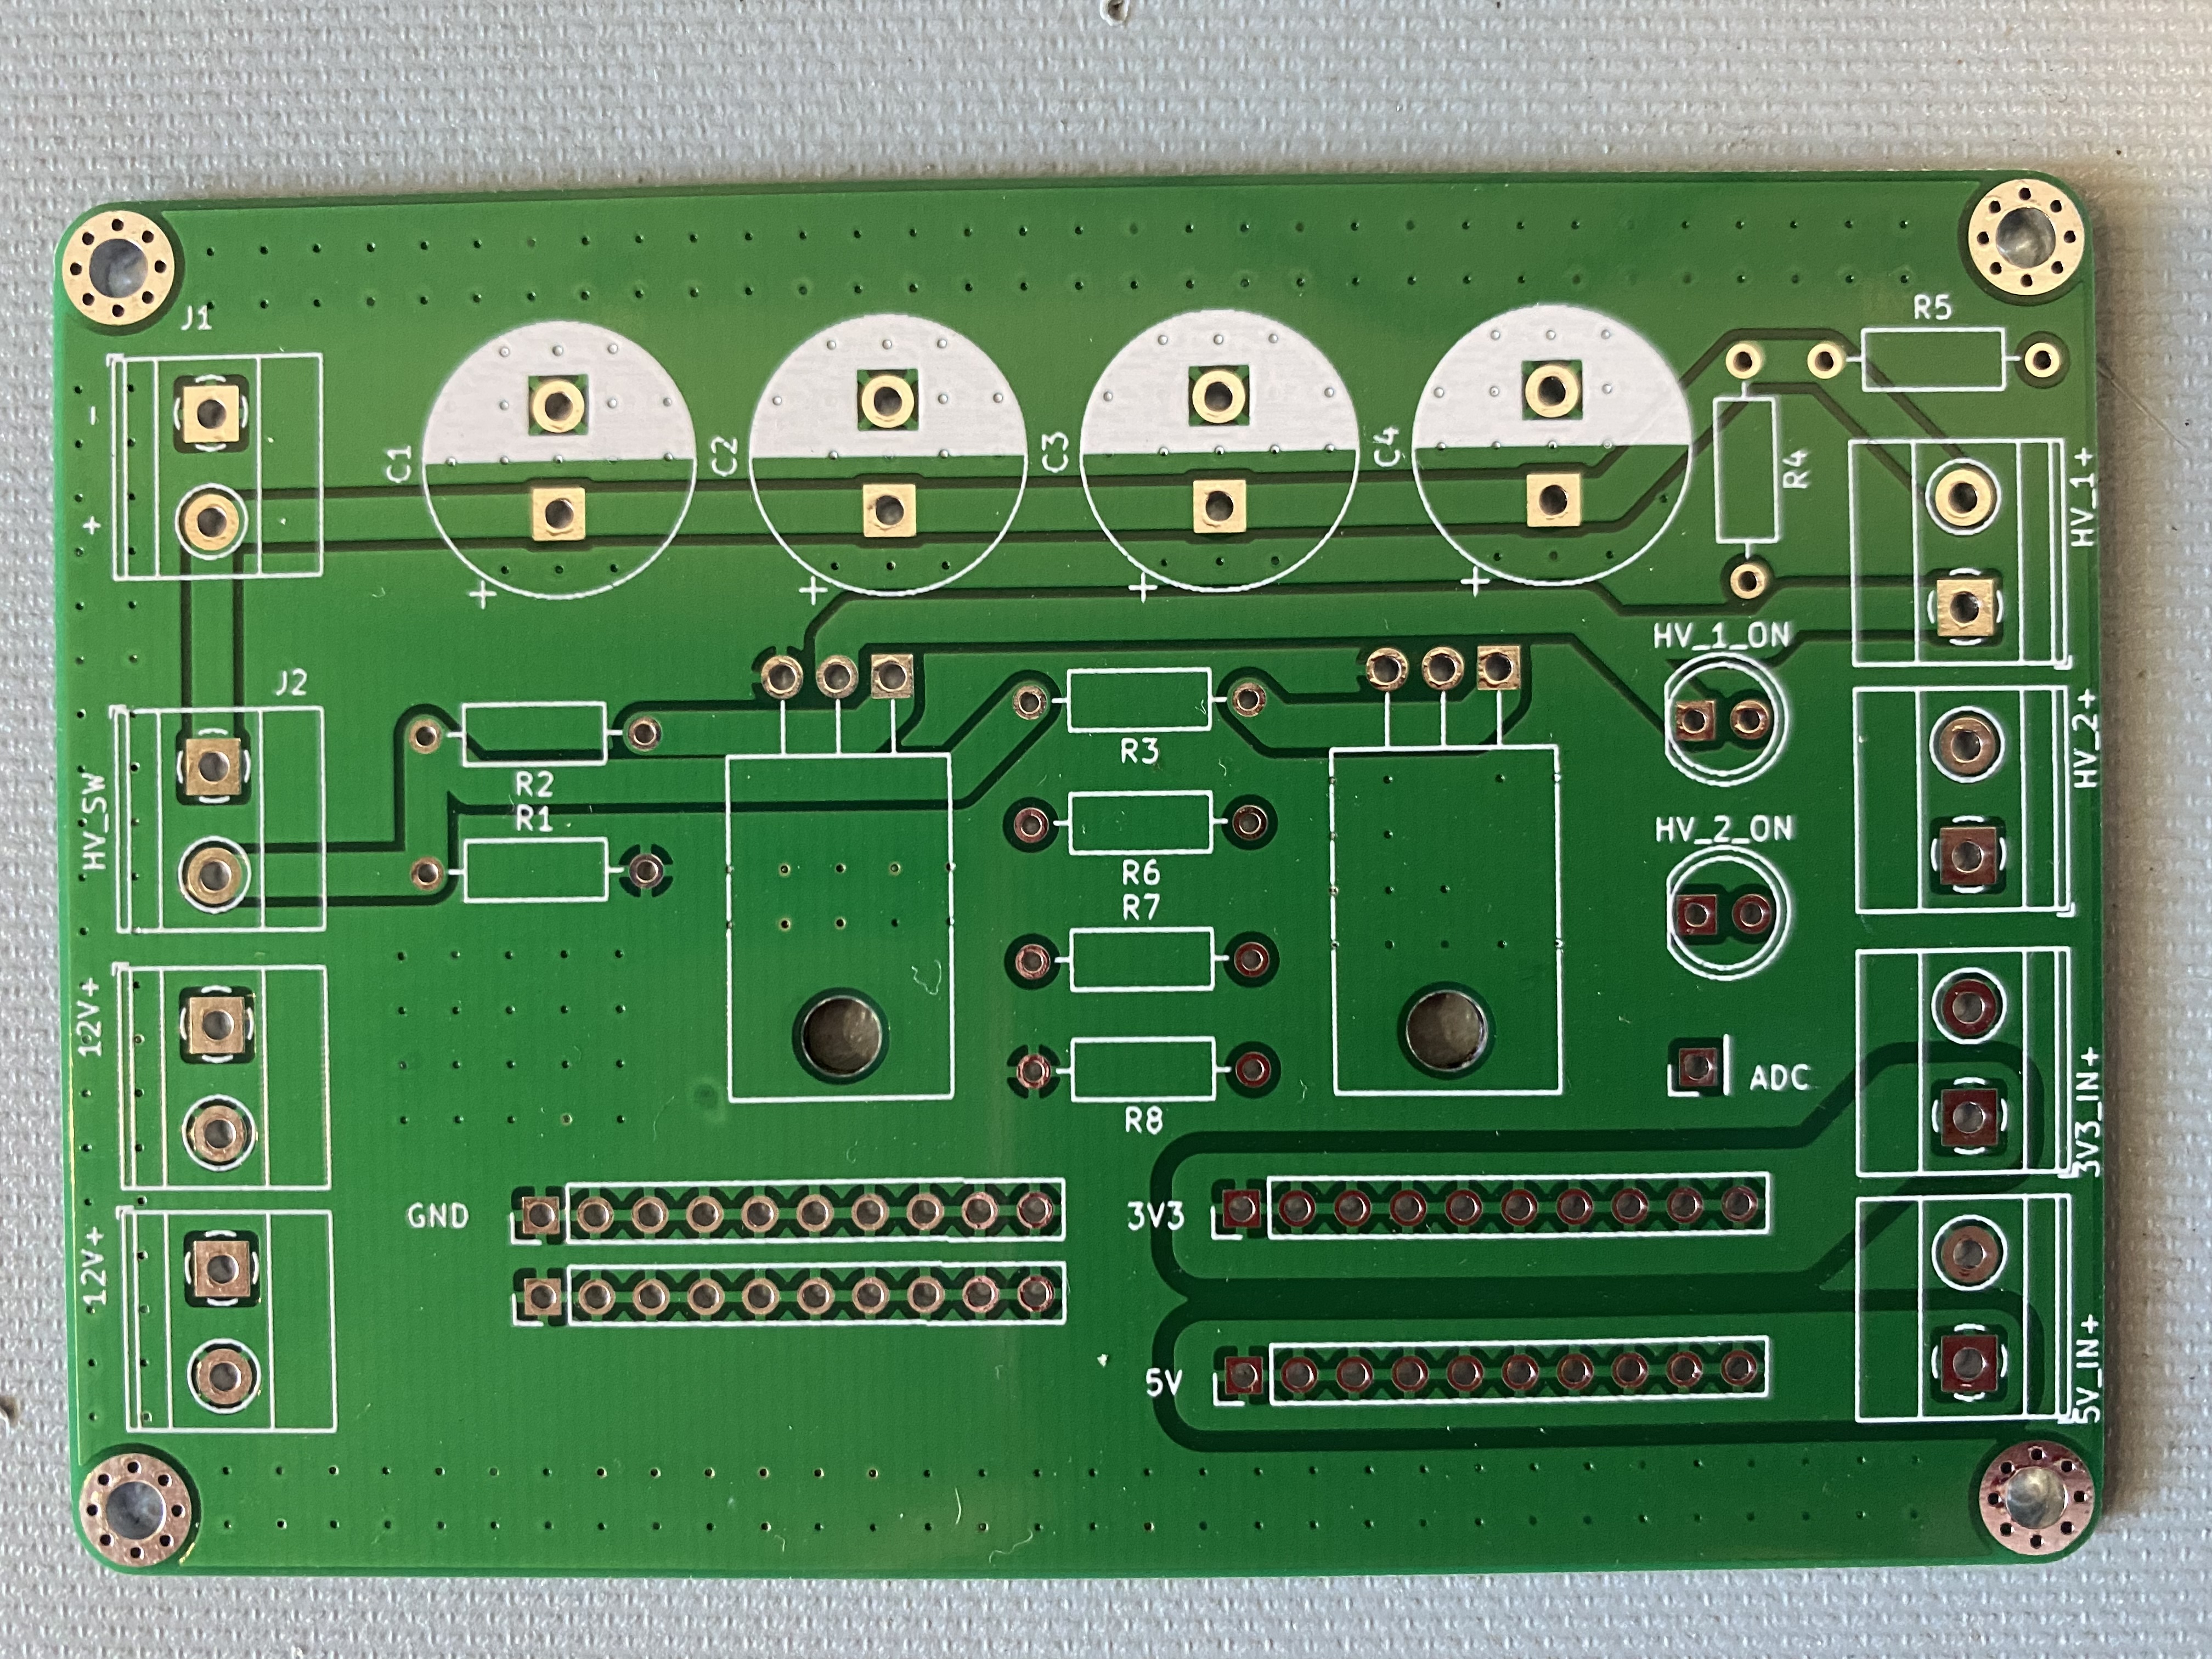 J1
-
+
C1
+
C2
+
C3
+
C4
+
R5
R4
HV_1+
HV_1_ON
J2
HV_SW
R2
R1
R3
R6
R7
R8
HV_2+
HV_2_ON
ADC
12V+
3V3_IN+
GND
3V3
12V+
5V
5V_IN+